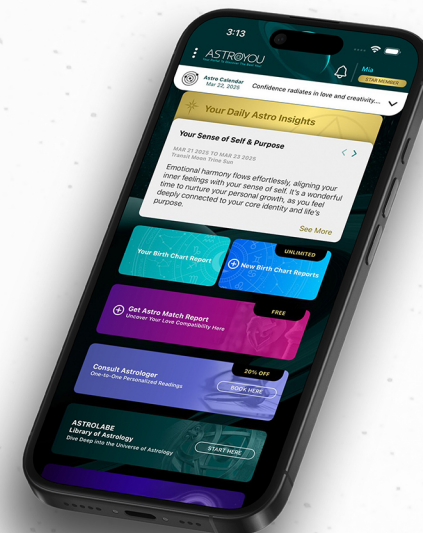 3:13
ASTROYOU
Mia
STAR MEMBER
Astro Calendar
Mar 22, 2025
Confidence radiates in love and creativity...
Your Daily Astro Insights
Your Sense of Self & Purpose
MAR 21 2025 TO MAR 23 2025
Transit Moon Trine Sun
Emotional harmony flows effortlessly, aligning your
inner feelings with your sense of self. It's a wonderful
time to nurture your personal growth, as you feel
deeply connected to your core identity and life's
purpose.
See More
Your Birth Chart Report
UNLIMITED
New Birth Chart Reports
FREE
Get Astro Match Report
Uncover Your Love Compatibility Here
20% OFF
Consult Astrologer
One-to-One Personalized Readings
BOOK HERE
ASTROLABE
Library of Astrology
Dive Deep into the Universe of Astrology
START HERE